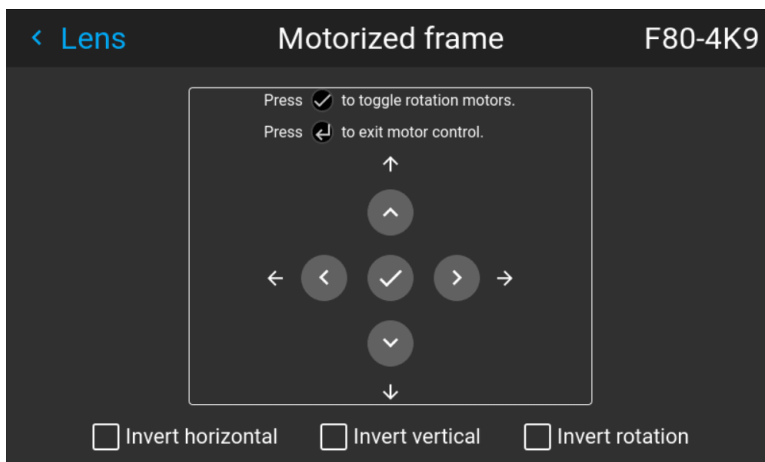 Lens
Motorized frame
F80-4K9
Press to toggle rotation motors.
Press to exit motor control.
Invert horizontal
Invert vertical
Invert rotation